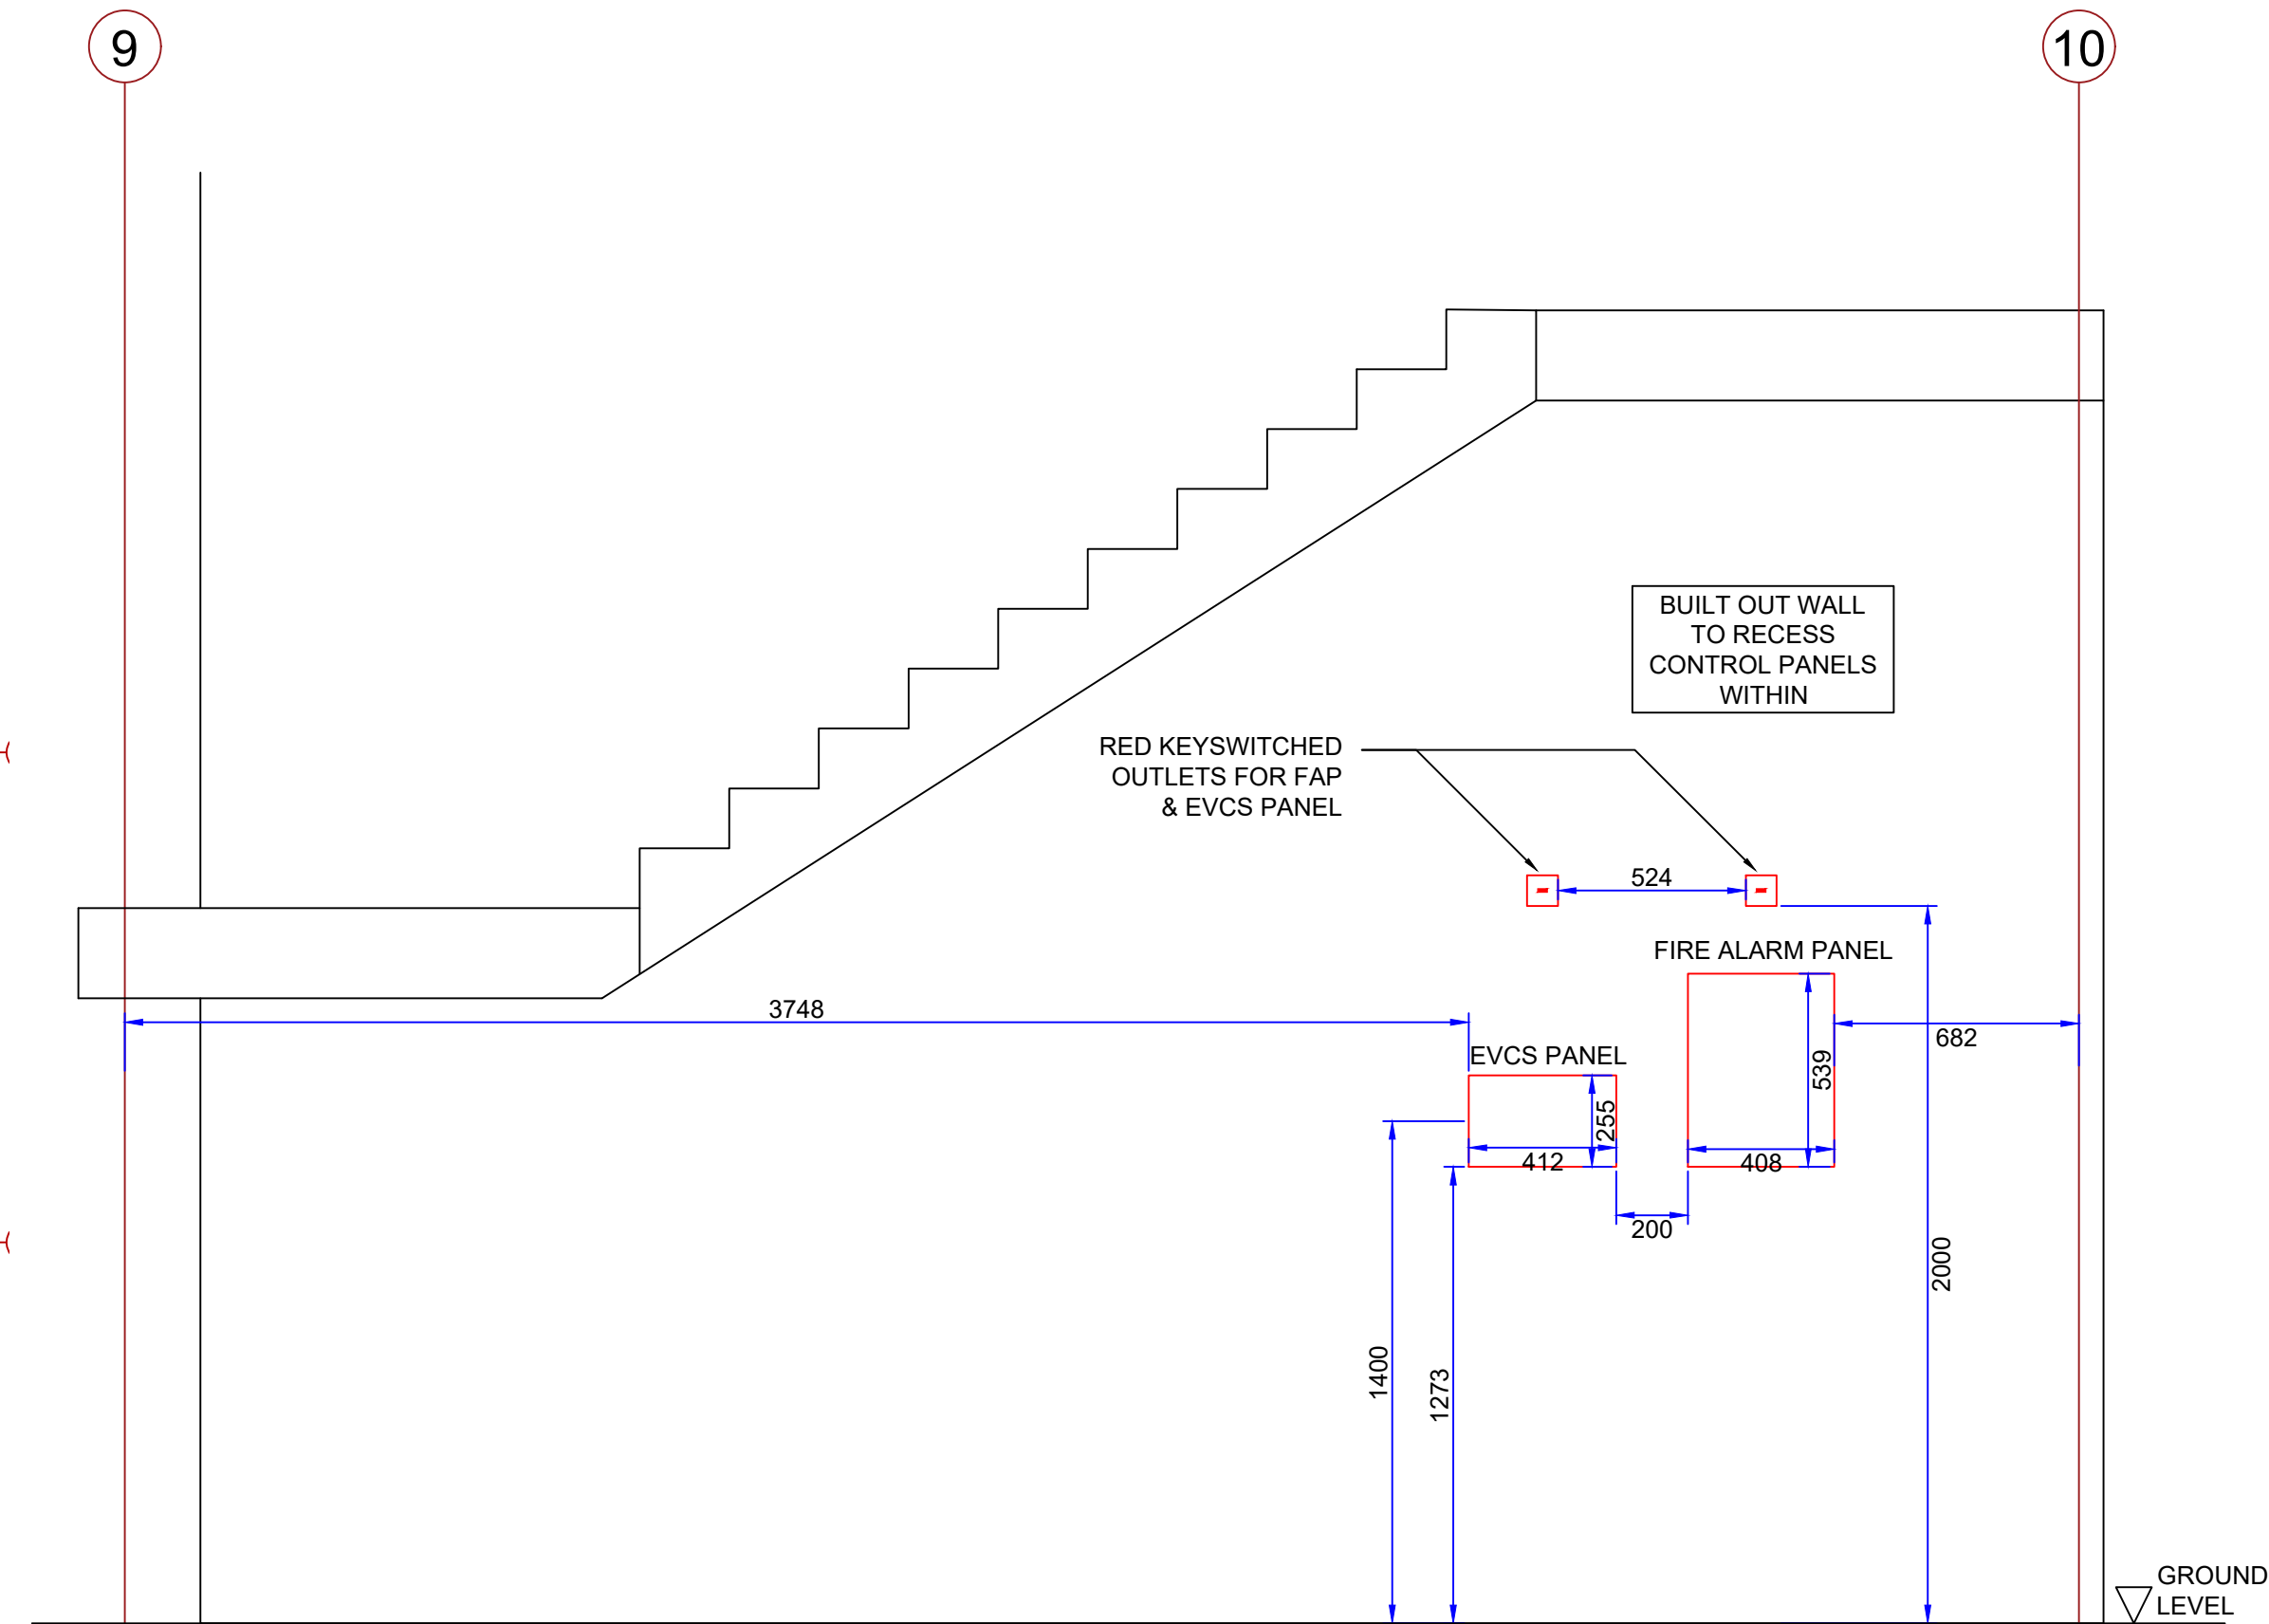 9
10
BUILT OUT WALL
TO RECESS
CONTROL PANELS
WITHIN
RED KEYSWITCHED
OUTLETS FOR FAP
& EVCS PANEL
524
FIRE ALARM PANEL
3748
682
EVCS PANEL
539
255
412
408
200
2000
1400
1273
GROUND
LEVEL